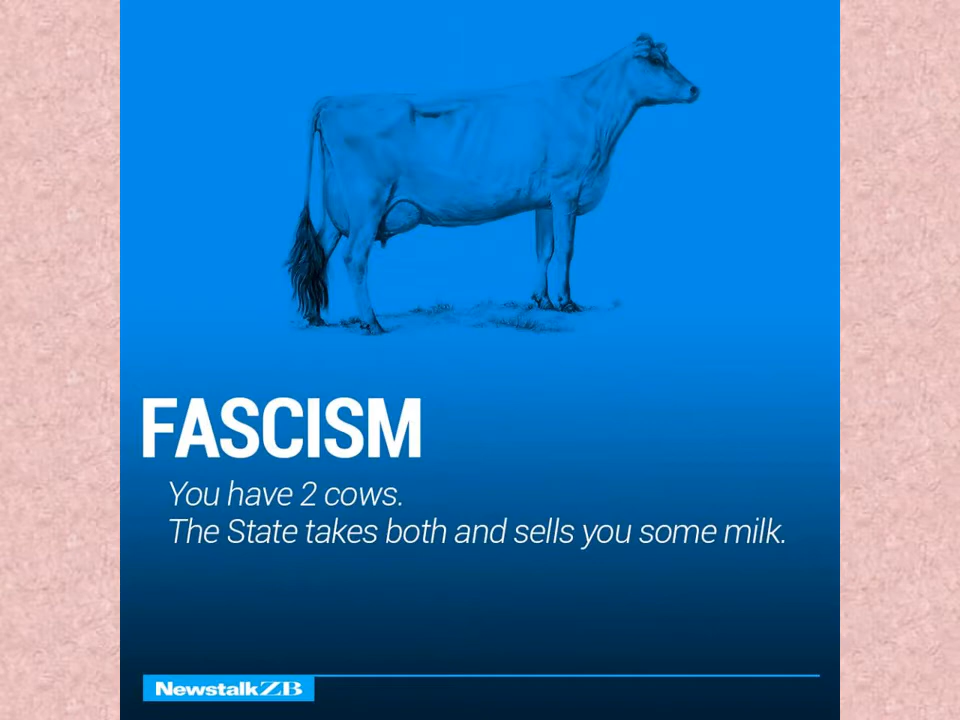 FASCISM
You have 2 cows.
The State takes both and sells you some milk.
NewstalkZB